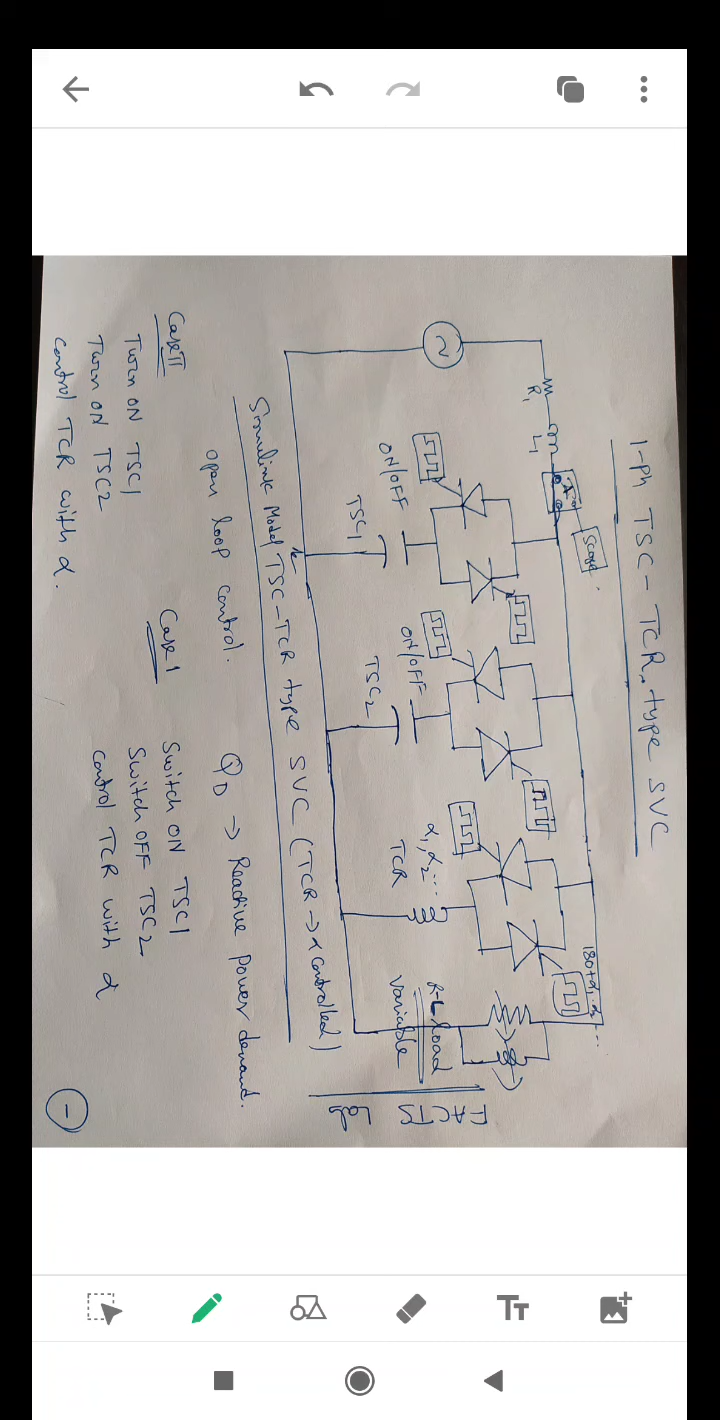 1-Ph TSC-TCR type SVC
Scope
R1
L1
A
180+α1, α2 ...
ON/OFF
ON/OFF
α1, α2 ...
TSC1
TSC2
TCR
R-L load
Variable
FACTS
Lab
Simulink Model TSC-TCR type SVC (TCR → α controlled)
open loop control.
QD → Reactive power demand.
Case II
Turn ON TSC1
Turn ON TSC2
control TCR with α.
Case 1
Switch ON TSC1
Switch OFF TSC2
control TCR with α
1
TT